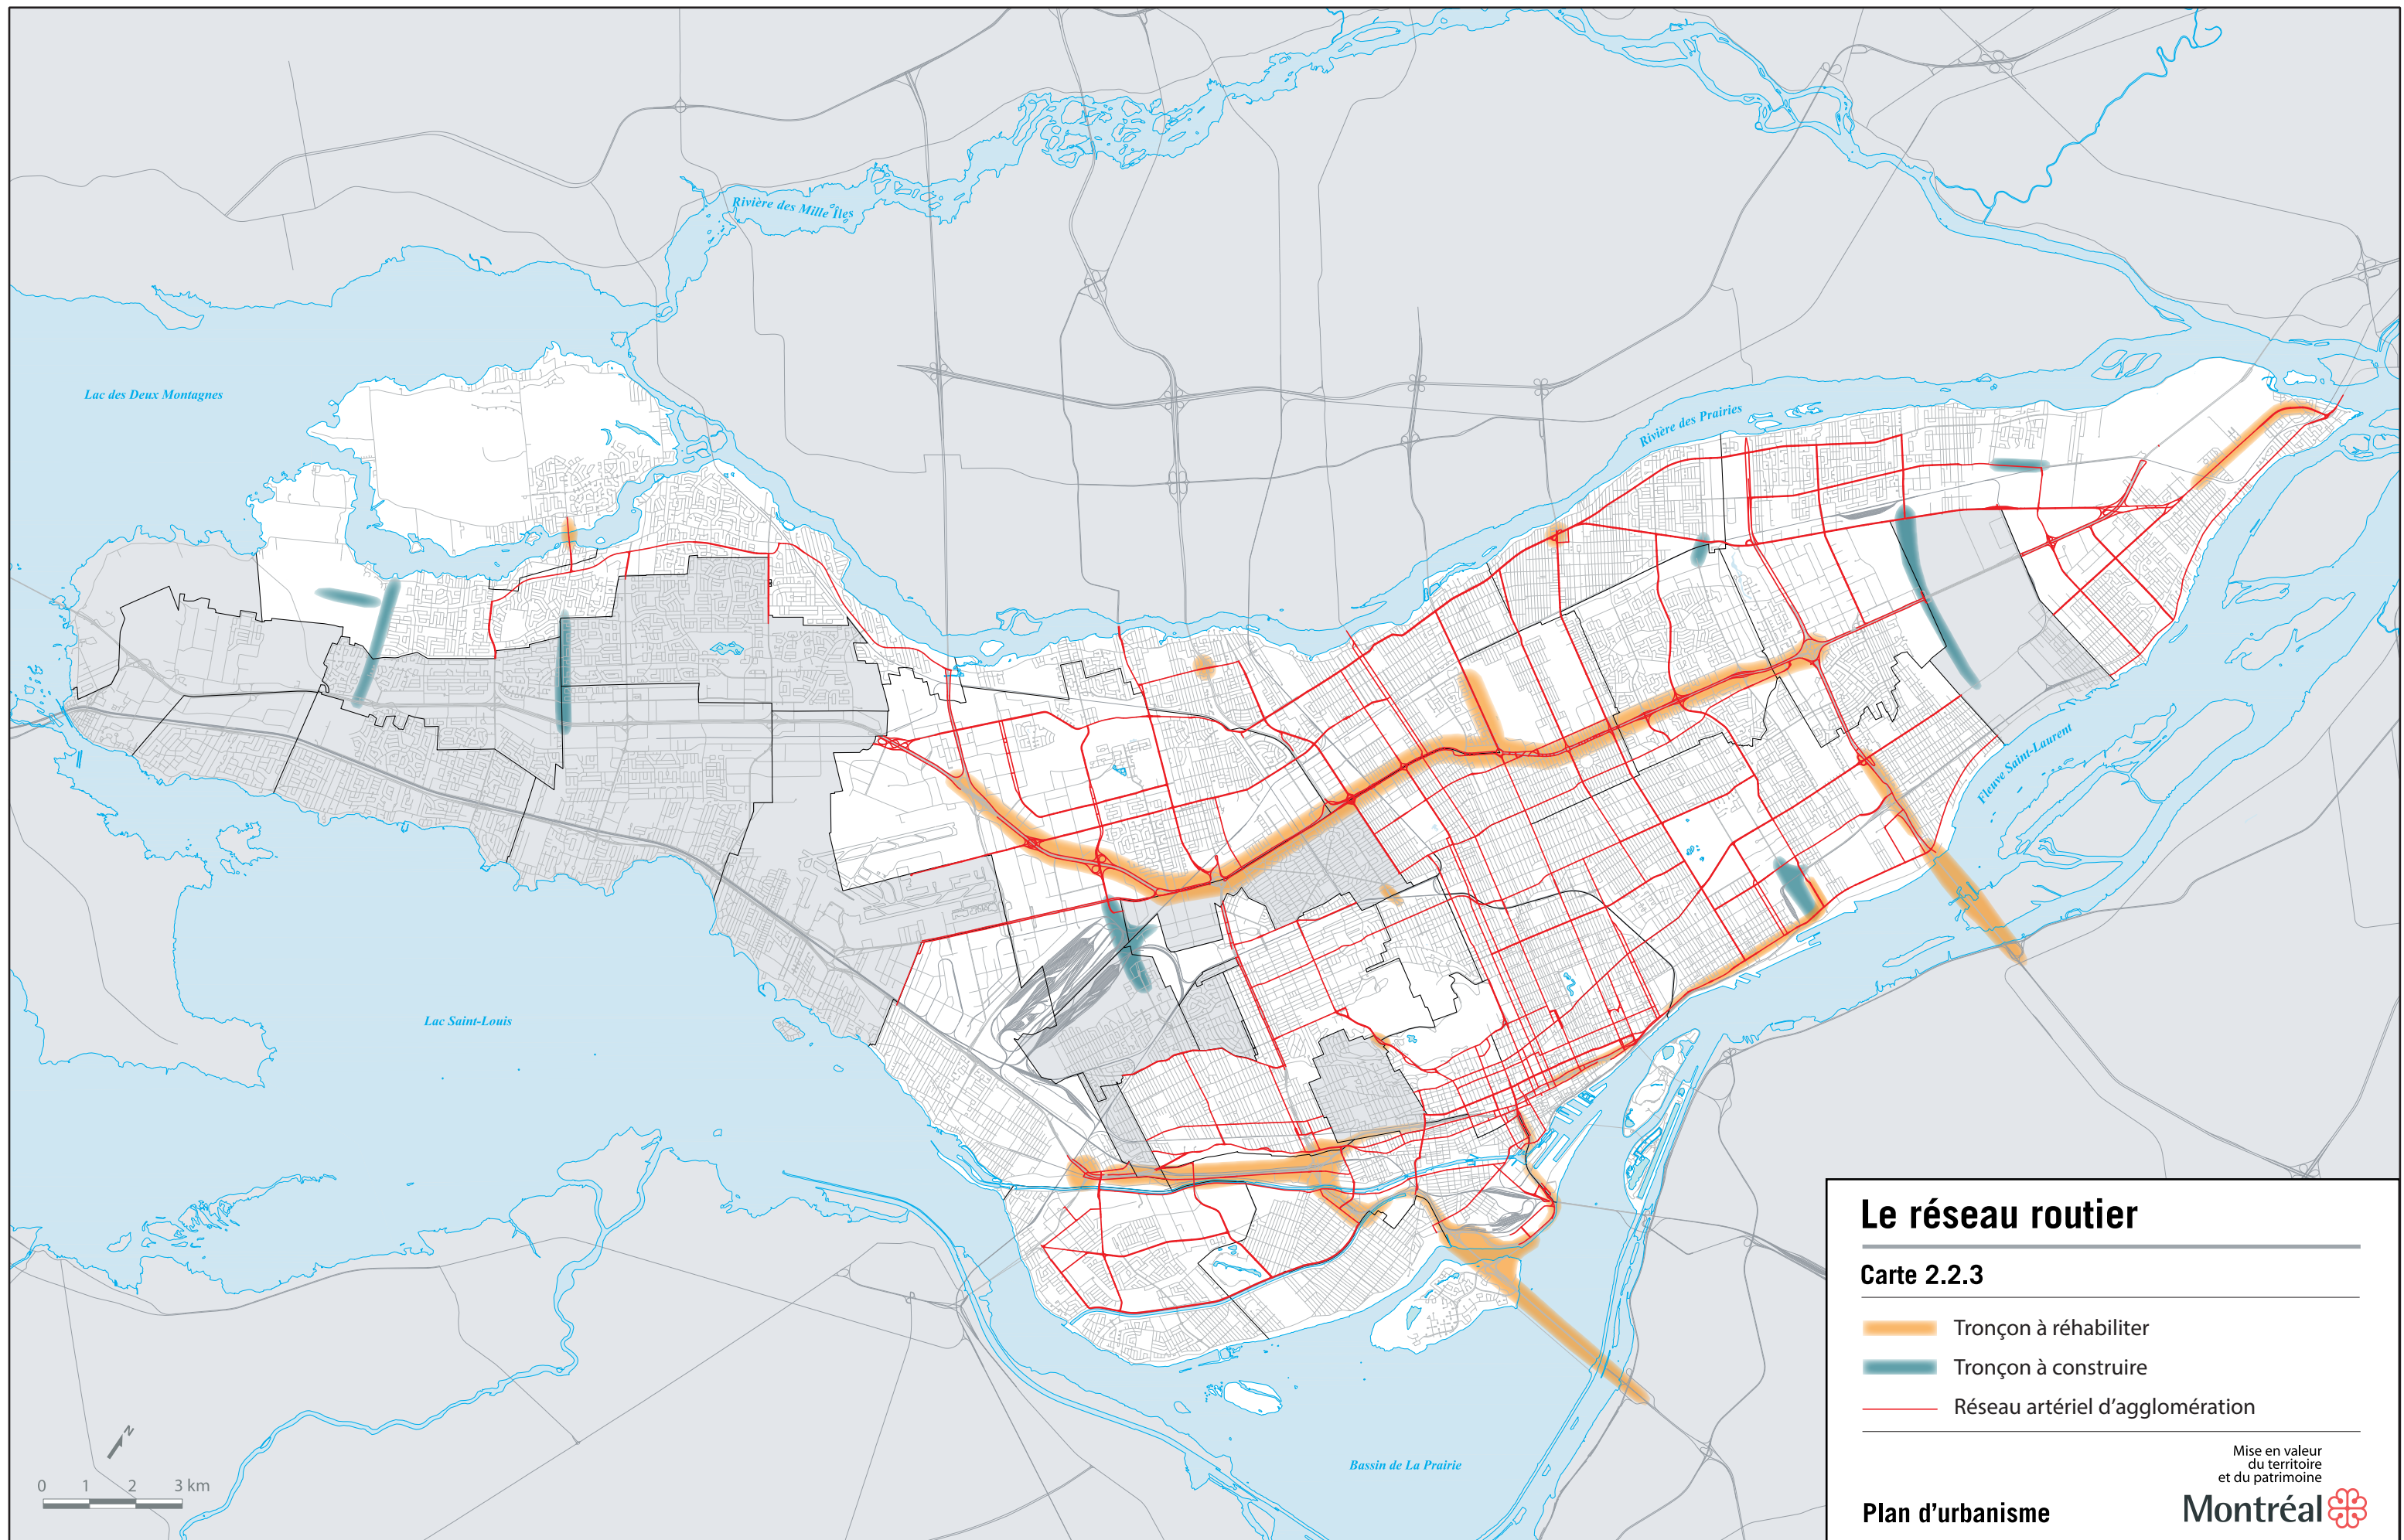 Rivière des Mille Îles
Lac des Deux Montagnes
Rivière des Prairies
Fleuve Saint-Laurent
Lac Saint-Louis
Bassin de La Prairie
N
0 1 2 3 km
Le réseau routier
Carte 2.2.3
Tronçon à réhabiliter
Tronçon à construire
Réseau artériel d’agglomération
Mise en valeur
du territoire
et du patrimoine
Plan d’urbanisme
Montréal